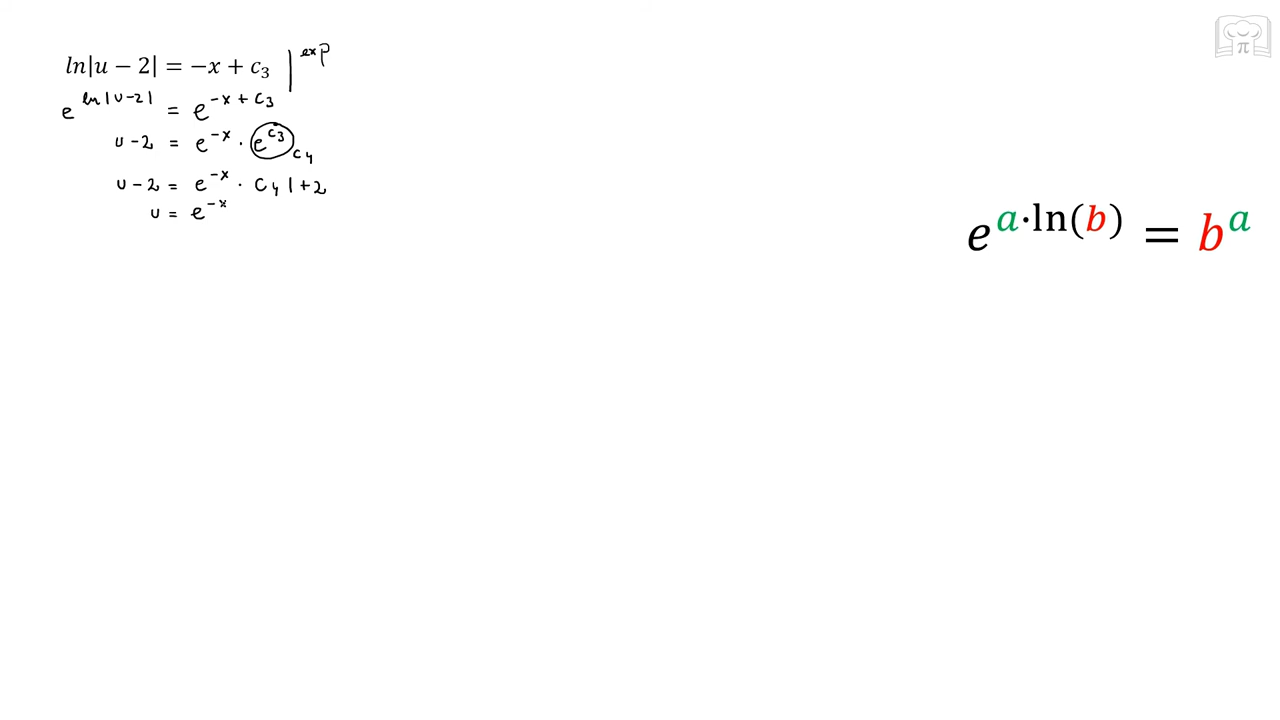 ln|u − 2| = −x + c₃ | exp
e^(ln|u−2|) = e^(−x + c₃)
u − 2 = e^(−x) · e^(c₃) c₄
u − 2 = e^(−x) · c₄ | + 2
u = e^(−x)
e^(a·ln(b)) = b^a
π